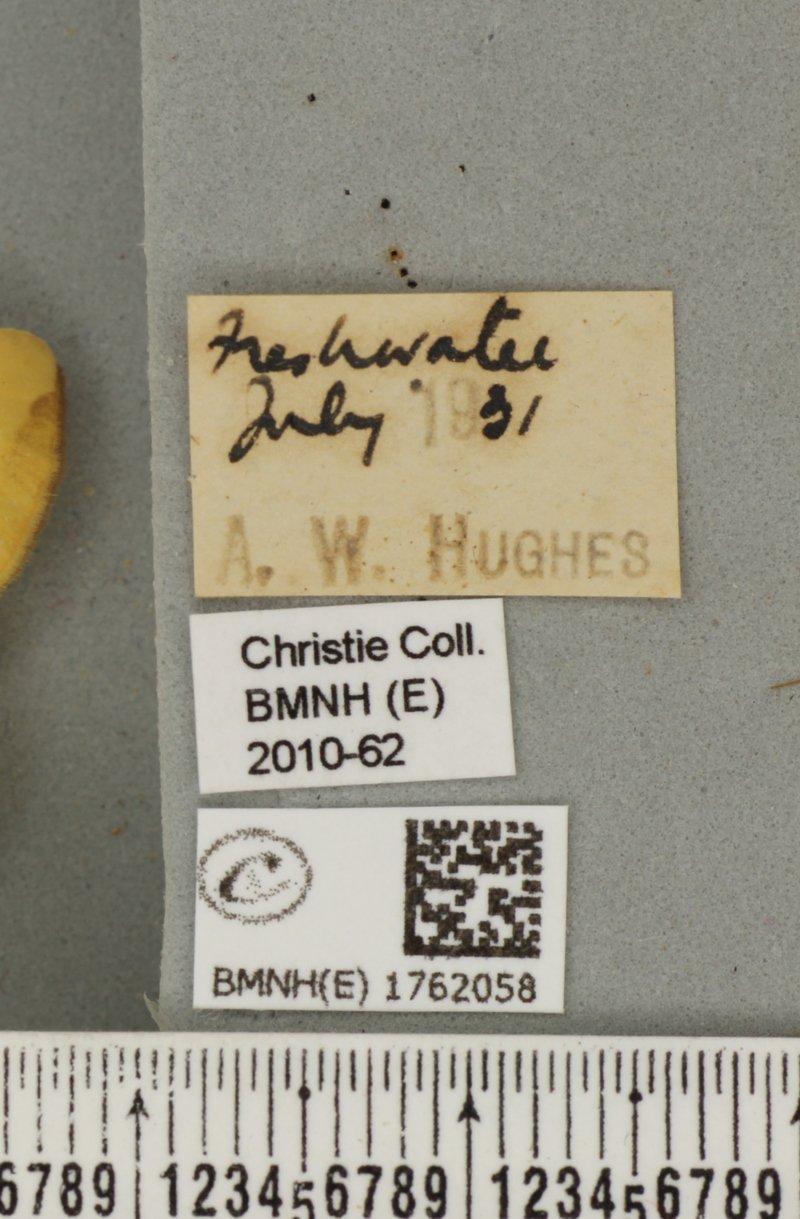 Freshwater
July 1931
A. W. HUGHES
Christie Coll.
BMNH (E)
2010-62
BMNH(E) 1762058
6789 123456789 123456789